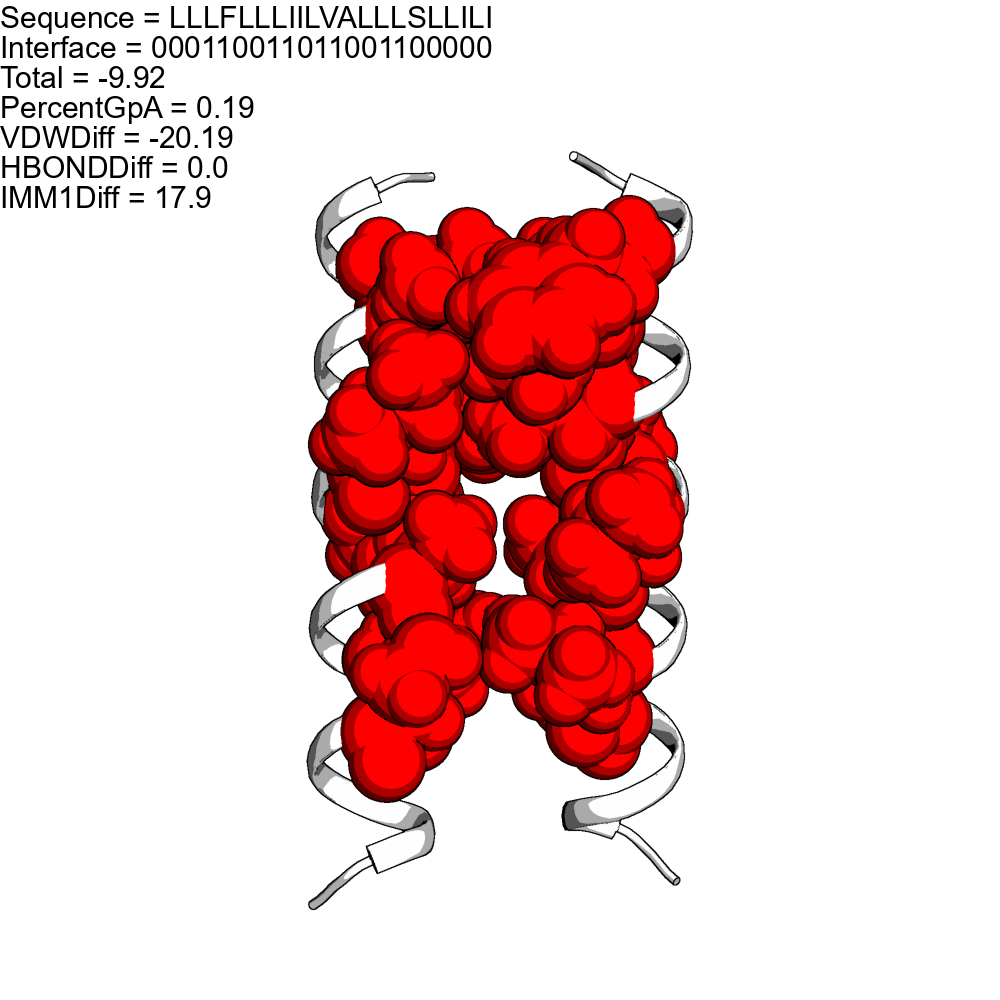 Sequence = LLLFLLLIILVALLLSLLILI
Interface = 000110011011001100000
Total = -9.92
PercentGpA = 0.19
VDWDiff = -20.19
HBONDDiff = 0.0
IMM1Diff = 17.9